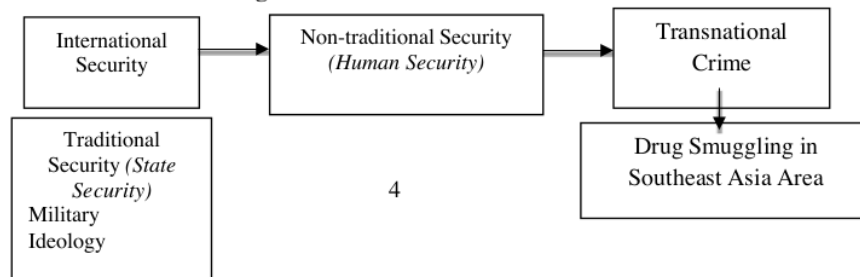 International
Security
Non-traditional Security
(Human Security)
Transnational
Crime
Traditional
Security (State
Security)
Military
Ideology
4
Drug Smuggling in
Southeast Asia Area